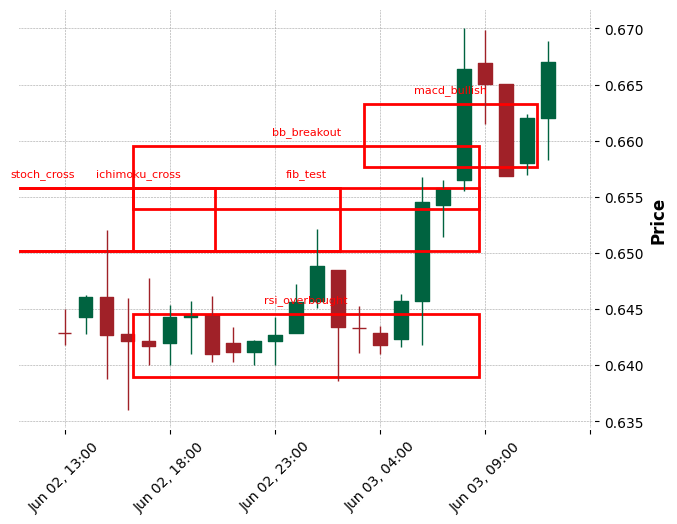 0.670
0.665
macd_bullish
0.660
bb_breakout
stoch_cross
ichimoku_cross
fib_test
0.655
0.650
0.645
rsi_overbought
0.640
0.635
Price
Jun 02, 13:00
Jun 02, 18:00
Jun 02, 23:00
Jun 03, 04:00
Jun 03, 09:00